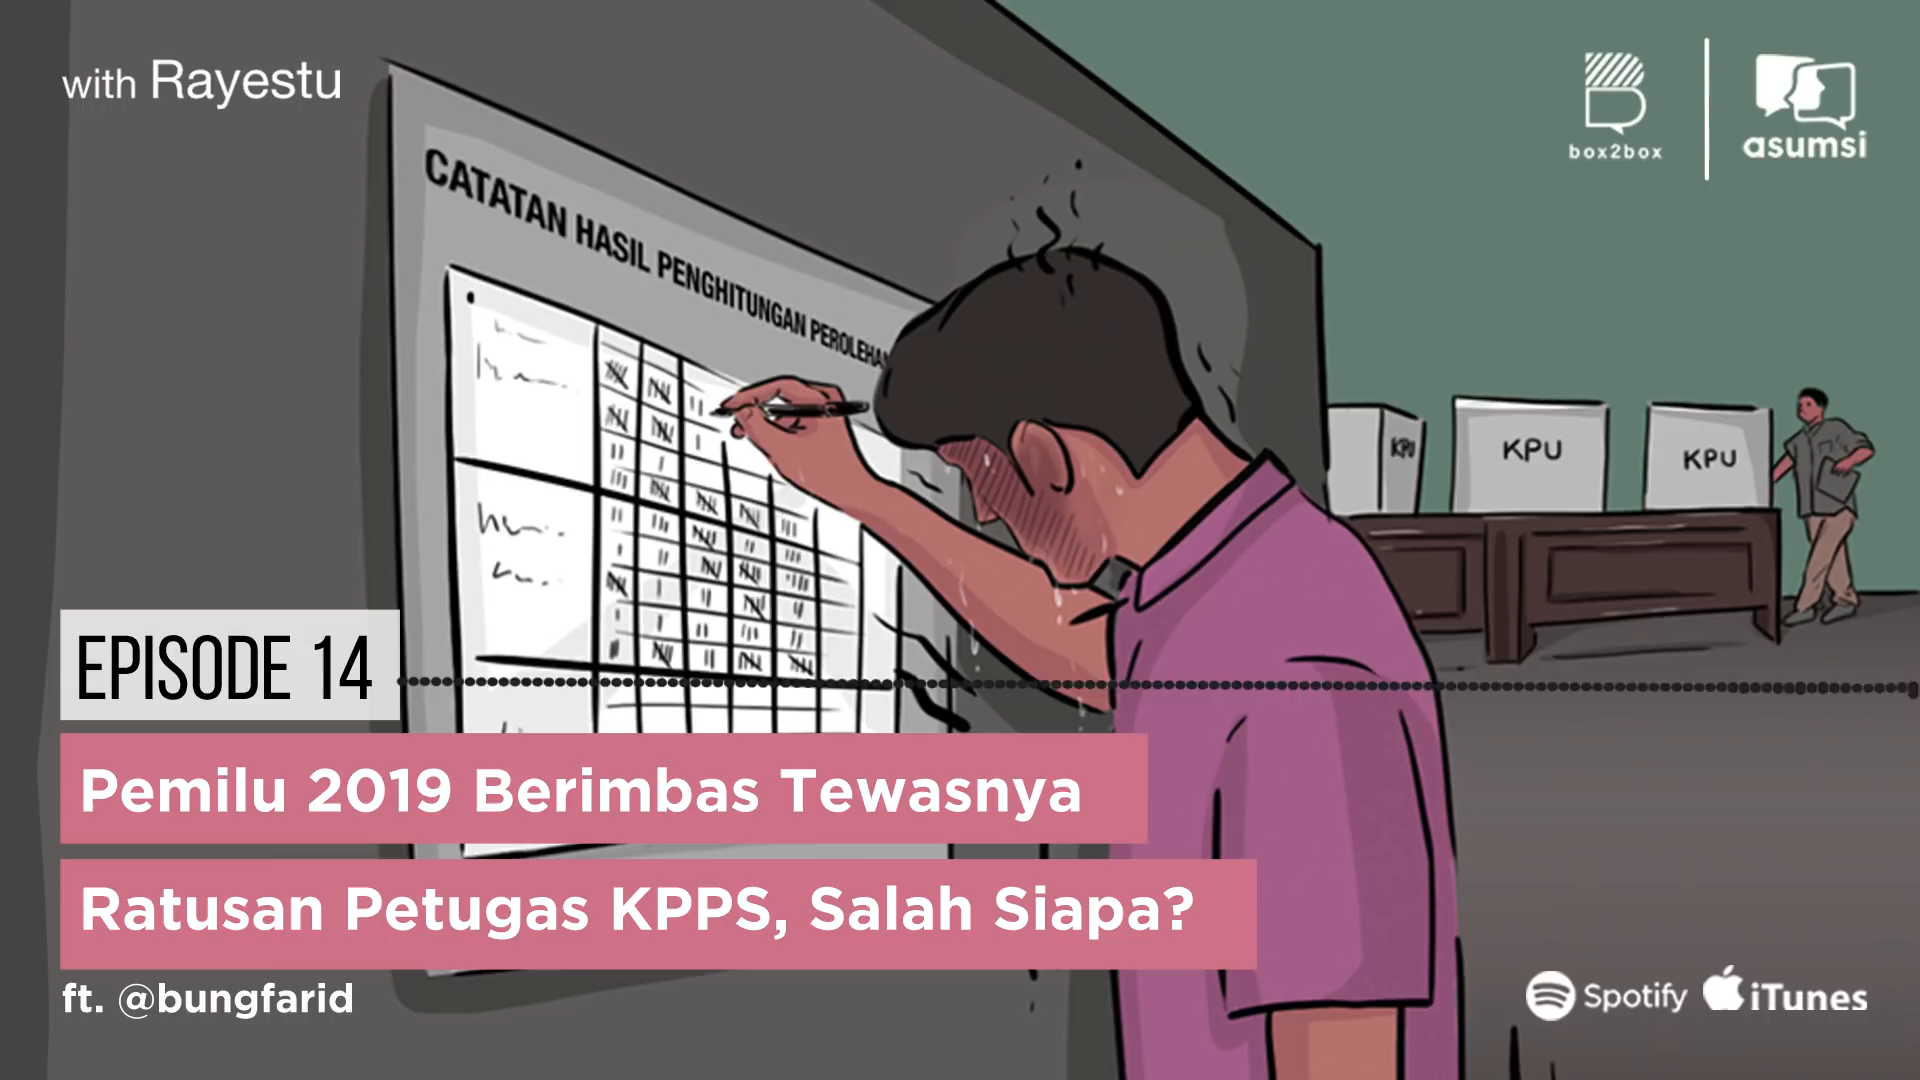 with Rayestu
box2box
asumsi
CATATAN HASIL PENGHITUNGAN PEROLEHAN
KPU
KPU
KPU
EPISODE 14
Pemilu 2019 Berimbas Tewasnya
Ratusan Petugas KPPS, Salah Siapa?
ft. @bungfarid
Spotify
iTunes